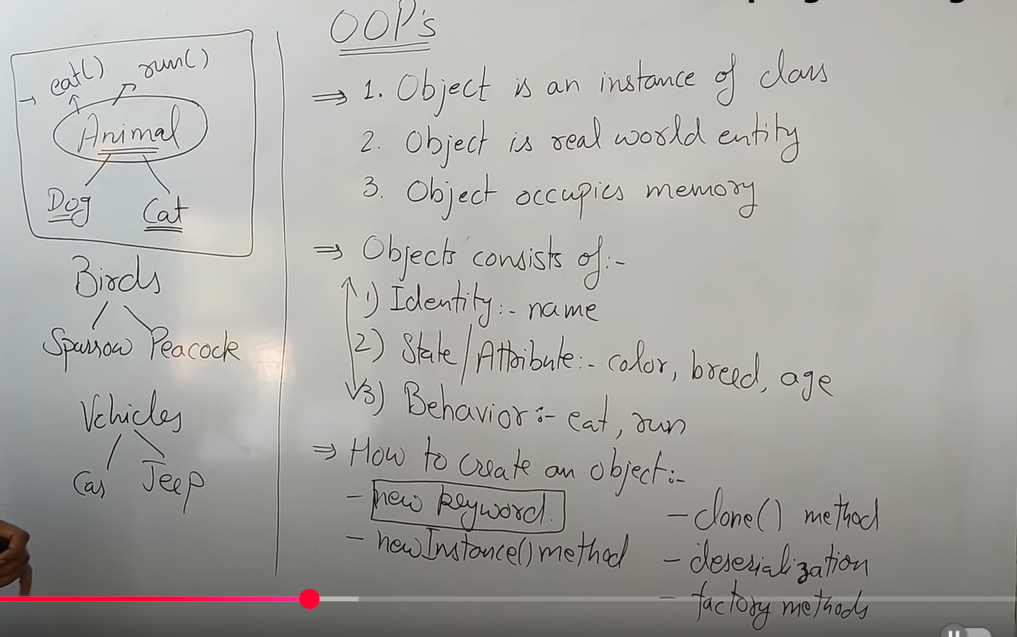 OOP's
eat() run()
Animal
Dog Cat
Birds
Sparrow Peacock
Vehicles
Car Jeep
⇒ 1. Object is an instance of class
2. Object is real world entity
3. Object occupies memory
⇒ Objects consists of:-
1) Identity:- name
2) State/Attribute:- color, breed, age
3) Behavior:- eat, run
⇒ How to create an object:-
- new keyword.
- newInstance() method
- clone() method
- deserialization
- factory methods